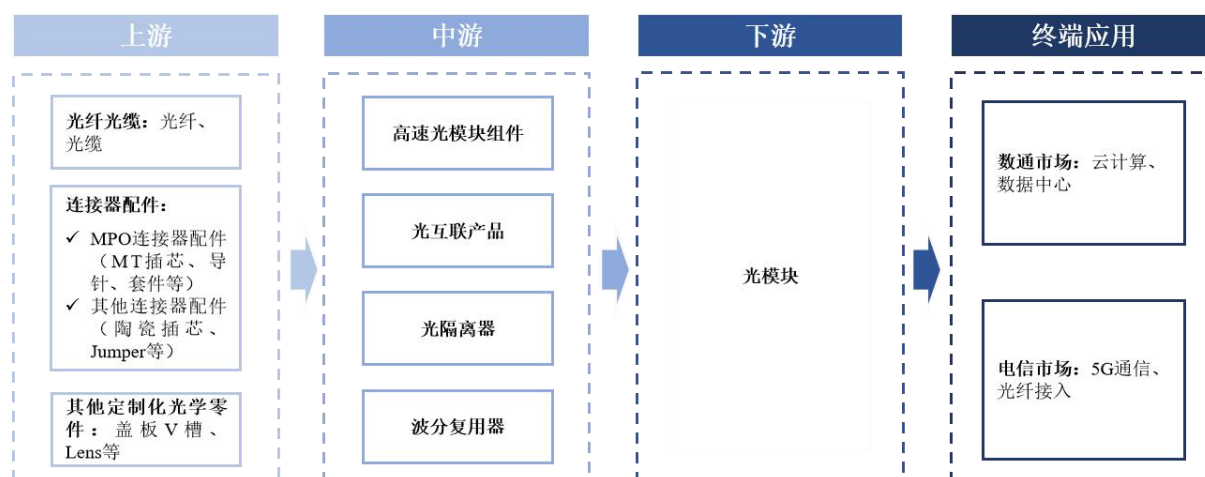 上游
光纤光缆：光纤、
光缆
连接器配件：
✓ MPO连接器配件
（MT插芯、导
针、套件等）
✓ 其他连接器配件
（陶瓷插芯、
Jumper等）
其他定制化光学零
件：盖板V槽、
Lens等
中游
高速光模块组件
光互联产品
光隔离器
波分复用器
下游
光模块
终端应用
数通市场：云计算、
数据中心
电信市场：5G通信、
光纤接入